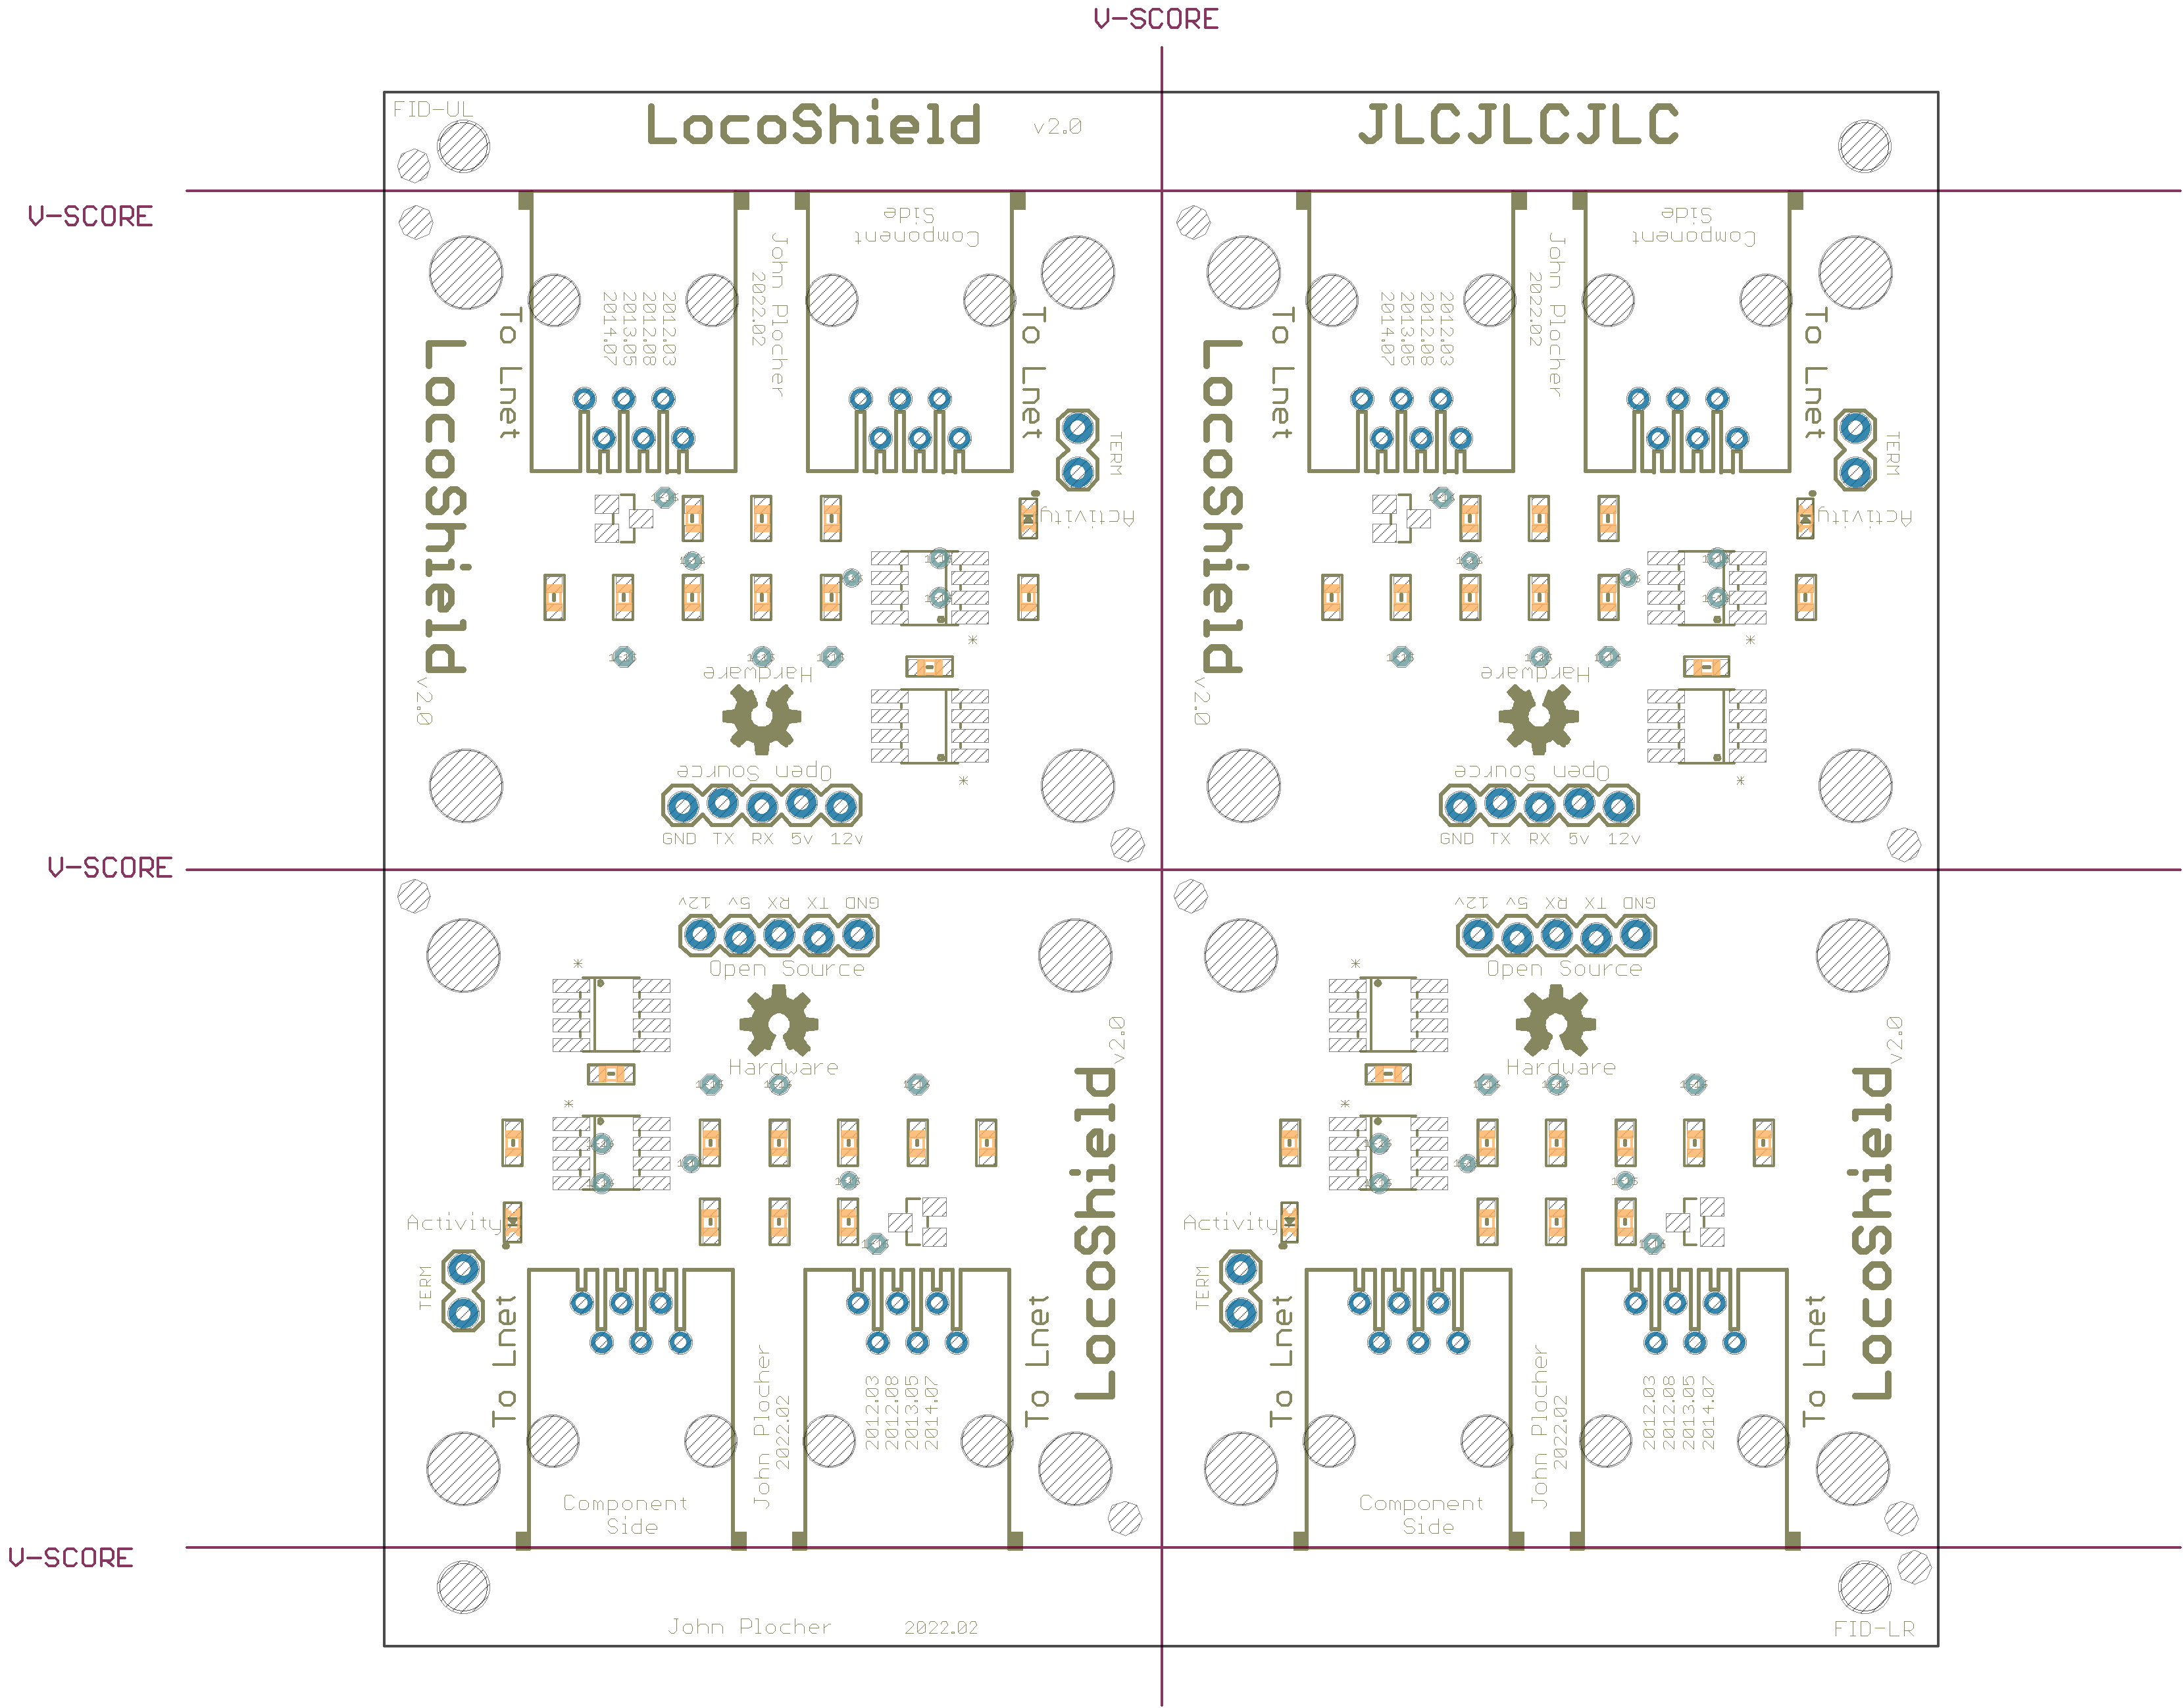 V-SCORE
FID-UL
LocoShield
v2.0
JLCJLCJLC
V-SCORE
Component
Side
John Plocher
2022.02
2012.03
2012.08
2013.05
2014.07
To Lnet
To Lnet
LocoShield
v2.0
TERM
Activity
Hardware
Open Source
GND TX RX 5v 12v
Component
Side
John Plocher
2022.02
2012.03
2012.08
2013.05
2014.07
To Lnet
To Lnet
LocoShield
v2.0
TERM
Activity
Hardware
Open Source
GND TX RX 5v 12v
V-SCORE
GND TX RX 5v 12v
Open Source
Hardware
v2.0
LocoShield
Activity
TERM
To Lnet
To Lnet
John Plocher
2022.02
2012.03
2012.08
2013.05
2014.07
Component
Side
GND TX RX 5v 12v
Open Source
Hardware
v2.0
LocoShield
Activity
TERM
To Lnet
To Lnet
John Plocher
2022.02
2012.03
2012.08
2013.05
2014.07
Component
Side
V-SCORE
John Plocher
2022.02
FID-LR